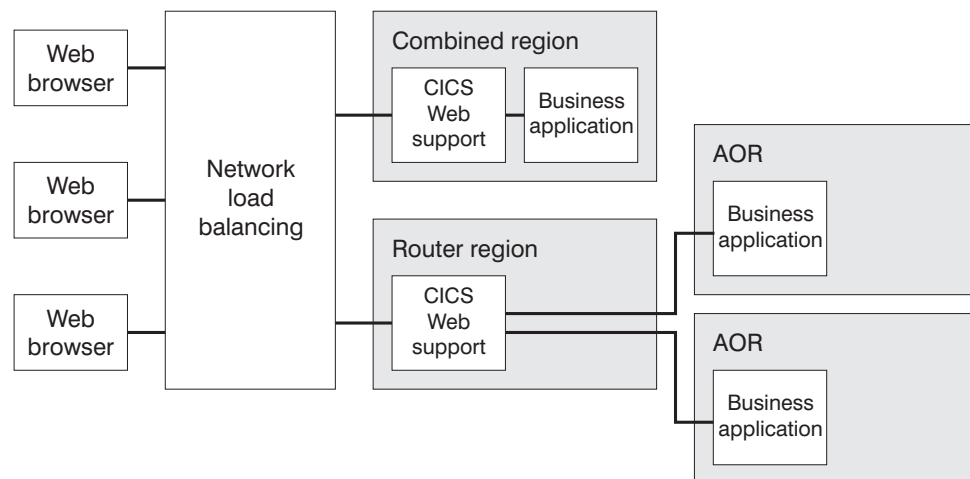 Web
browser
Web
browser
Web
browser
Network
load
balancing
Combined region
CICS
Web
support
Business
application
Router region
CICS
Web
support
AOR
Business
application
AOR
Business
application